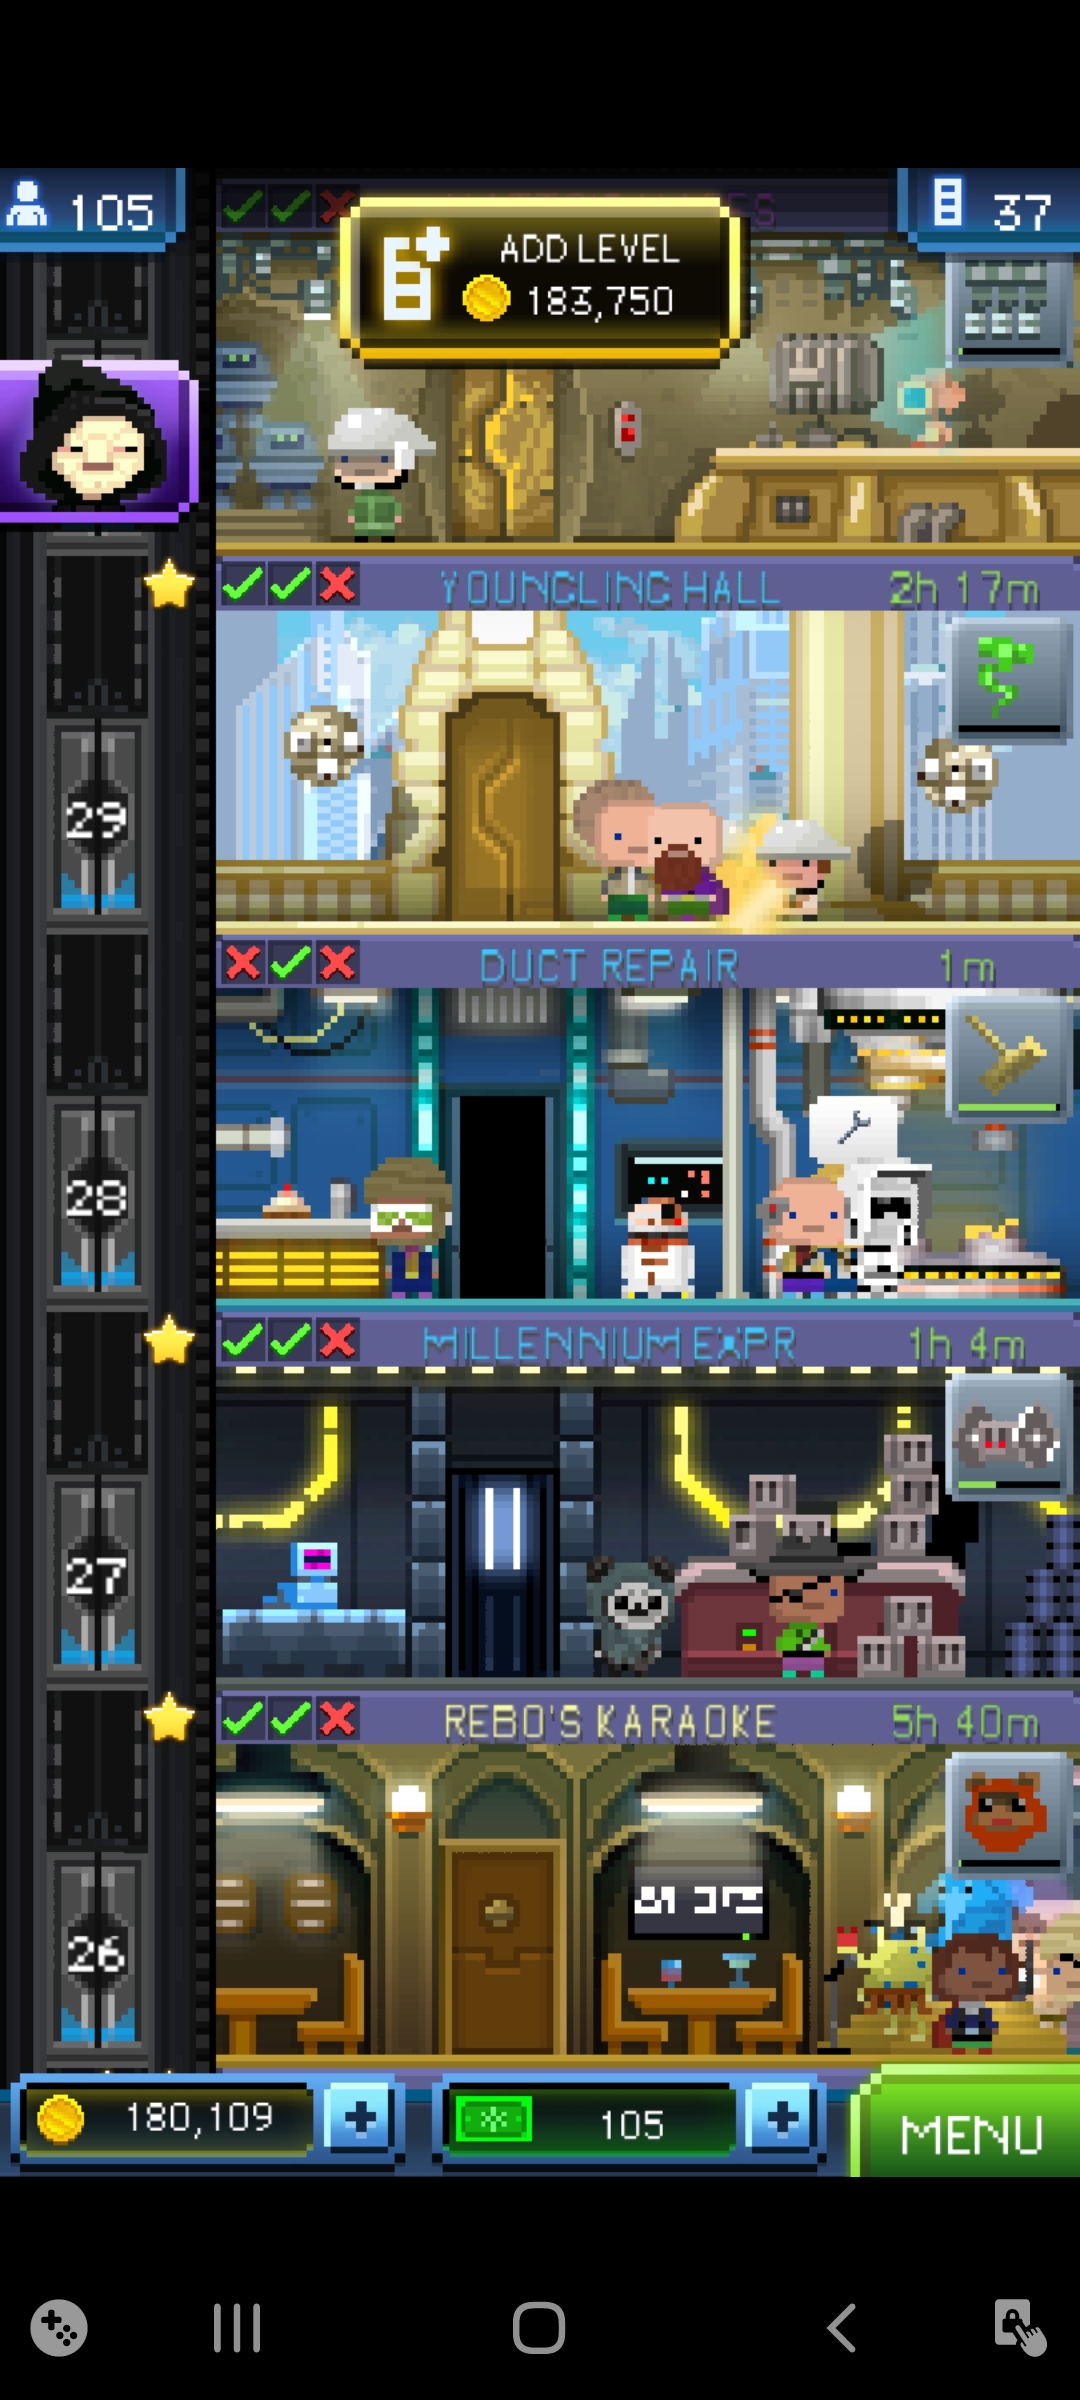 105
37
ADD LEVEL
183,750
YOUNGLING HALL
2h 17m
29
DUCT REPAIR
1m
28
MILLENNIUM EXPR
1h 4m
27
REBO'S KARAOKE
5h 40m
26
180,109
105
MENU